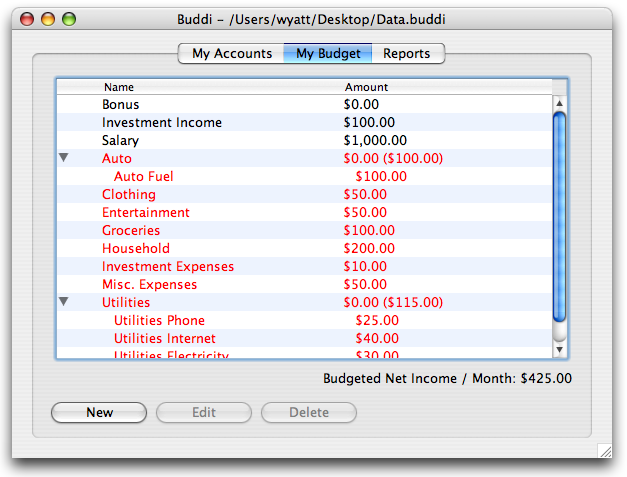 Buddi – /Users/wyatt/Desktop/Data.buddi
My Accounts My Budget Reports
Name Amount
Bonus $0.00
Investment Income $100.00
Salary $1,000.00
Auto $0.00 ($100.00)
Auto Fuel $100.00
Clothing $50.00
Entertainment $50.00
Groceries $100.00
Household $200.00
Investment Expenses $10.00
Misc. Expenses $50.00
Utilities $0.00 ($115.00)
Utilities Phone $25.00
Utilities Internet $40.00
Utilities Electricity $30.00
Budgeted Net Income / Month: $425.00
New Edit Delete